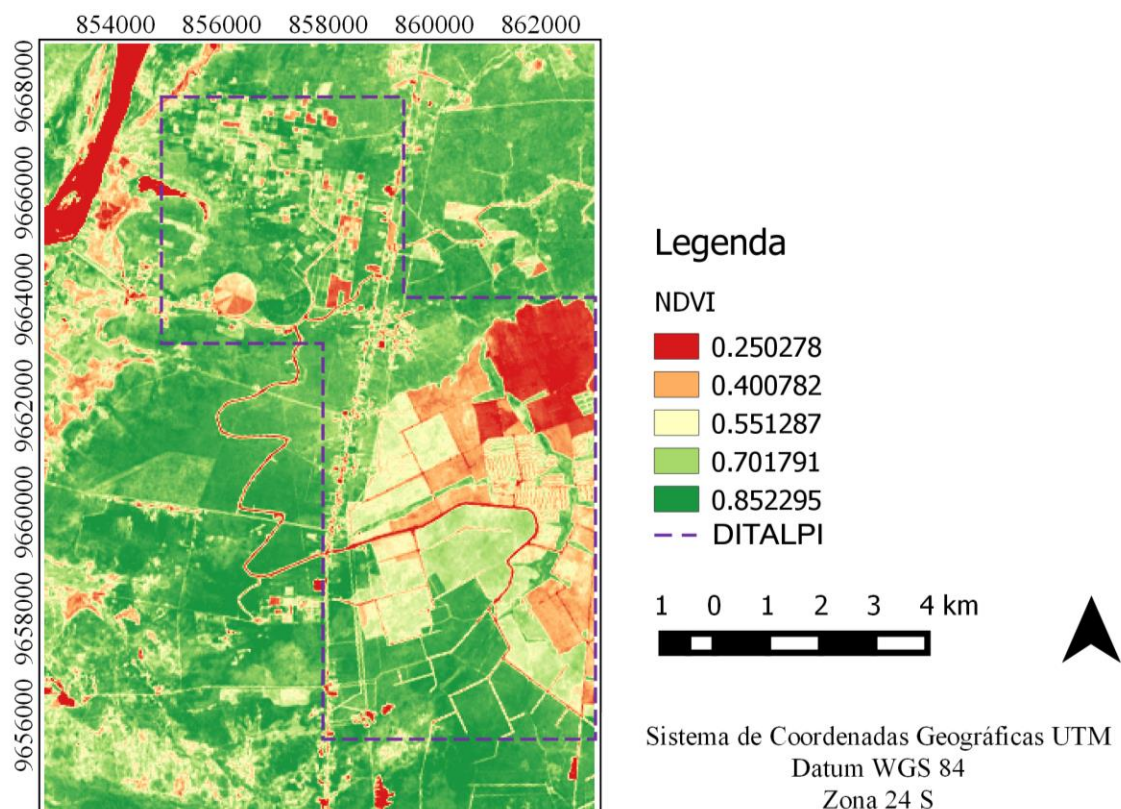 854000 856000 858000 860000 862000
9668000
9666000
9664000
9662000
9660000
9658000
9656000
Legenda
NDVI
0.250278
0.400782
0.551287
0.701791
0.852295
DITALPI
1 0 1 2 3 4 km
Sistema de Coordenadas Geográficas UTM
Datum WGS 84
Zona 24 S